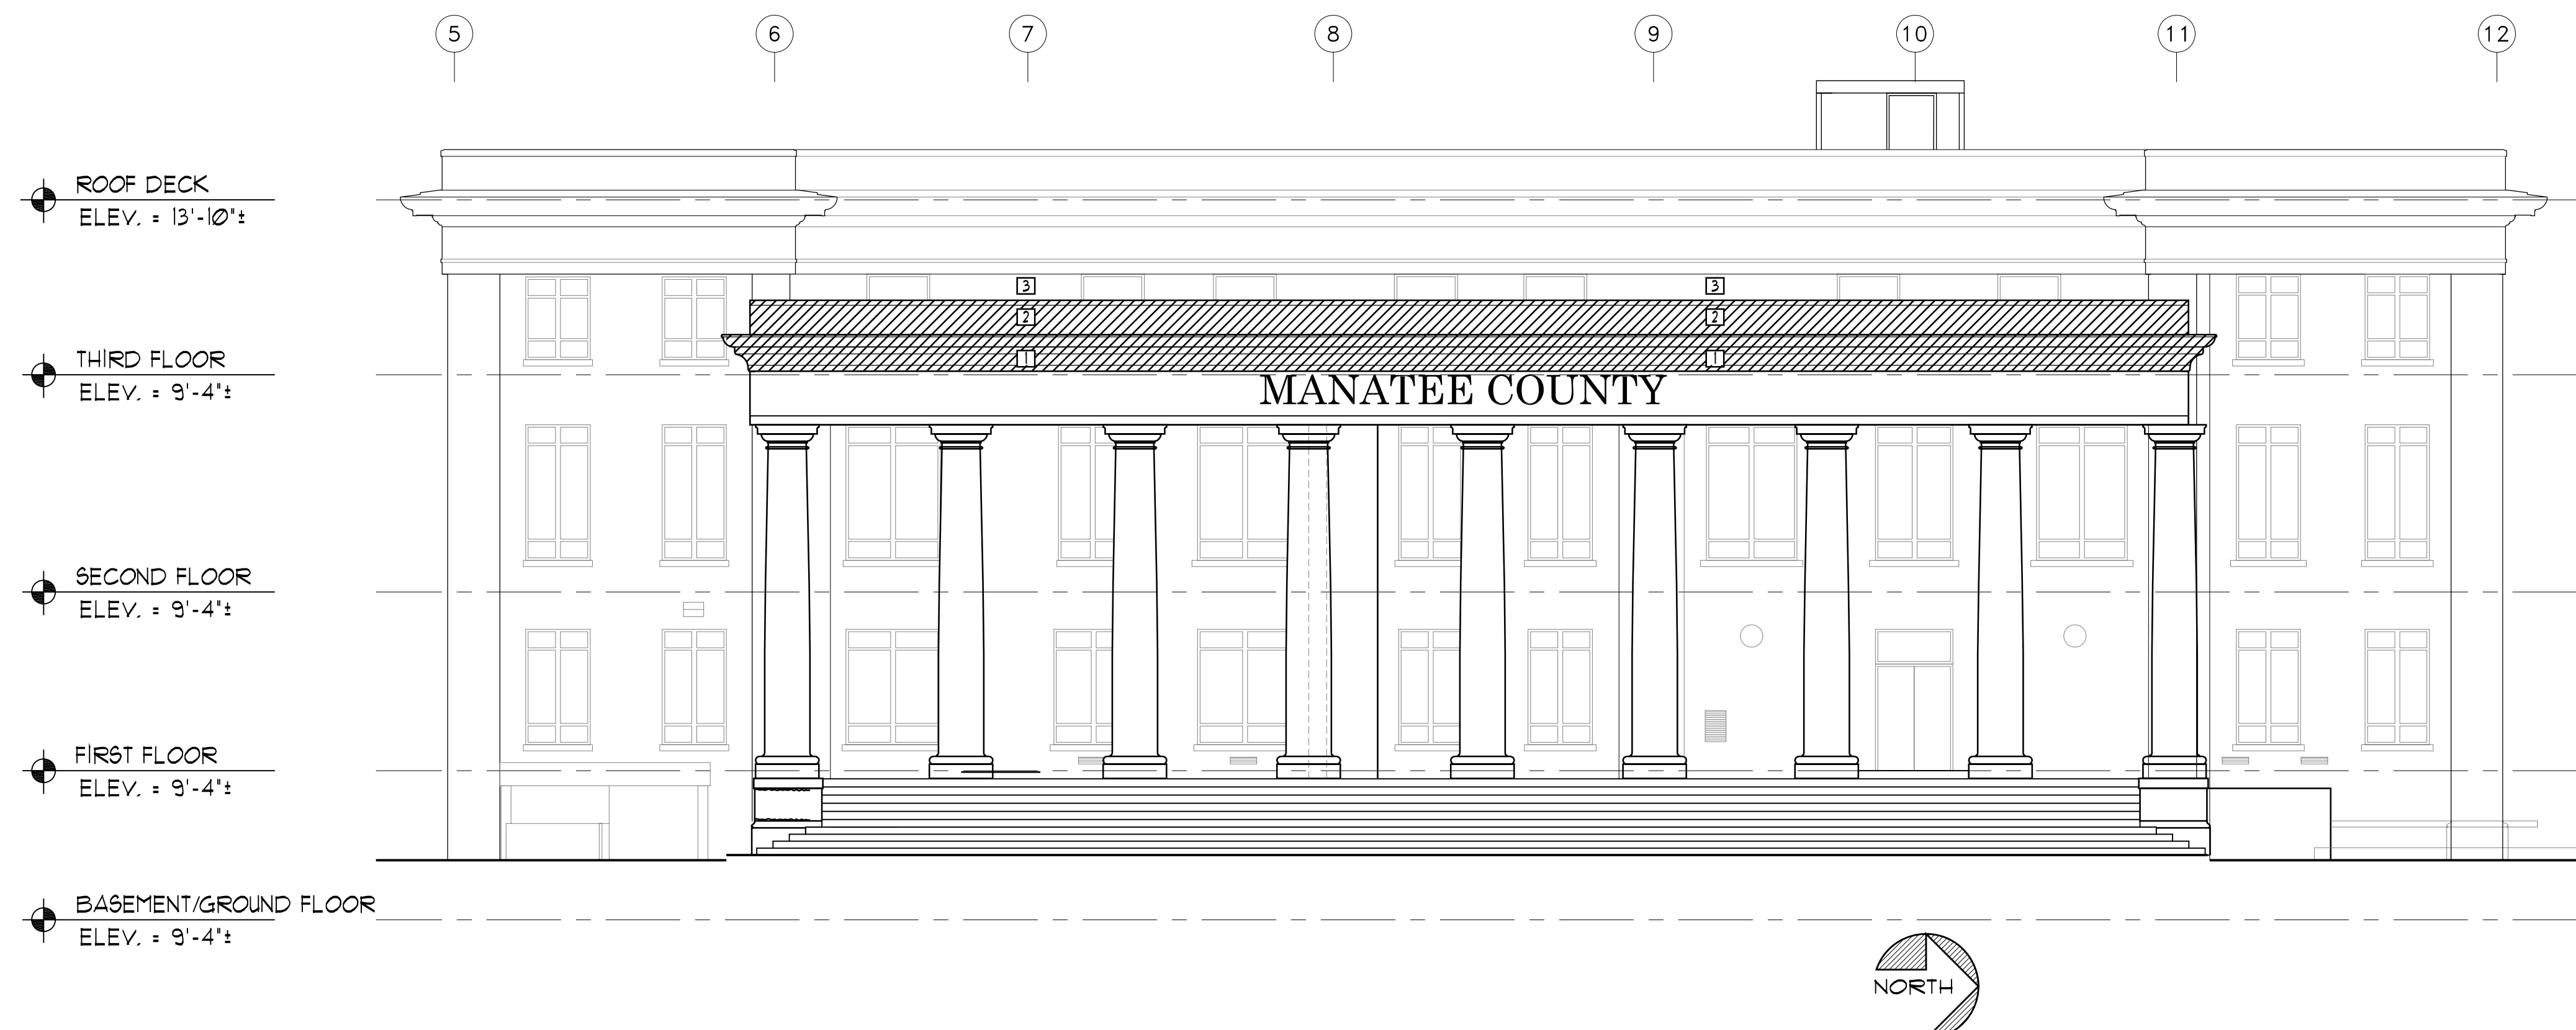 5 6 7 8 9 10 11 12
ROOF DECK
ELEV. = 13'-10"±
3 3
2 2
THIRD FLOOR
1 1
ELEV. = 9'-4"±
MANATEE COUNTY
SECOND FLOOR
ELEV. = 9'-4"±
FIRST FLOOR
ELEV. = 9'-4"±
BASEMENT/GROUND FLOOR
ELEV. = 9'-4"±
NORTH